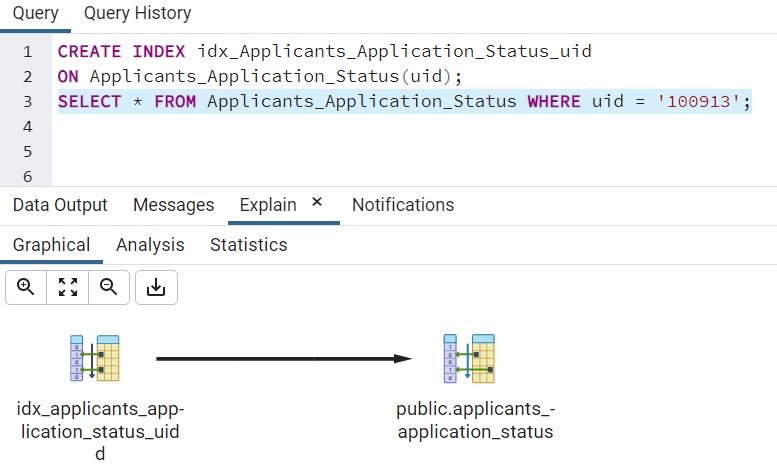 Query Query History
1 CREATE INDEX idx_Applicants_Application_Status_uid
2 ON Applicants_Application_Status(uid);
3 SELECT * FROM Applicants_Application_Status WHERE uid = '100913';
4
5
6
Data Output Messages Explain × Notifications
Graphical Analysis Statistics
idx_applicants_app-
lication_status_uid
d
public.applicants_-
application_status